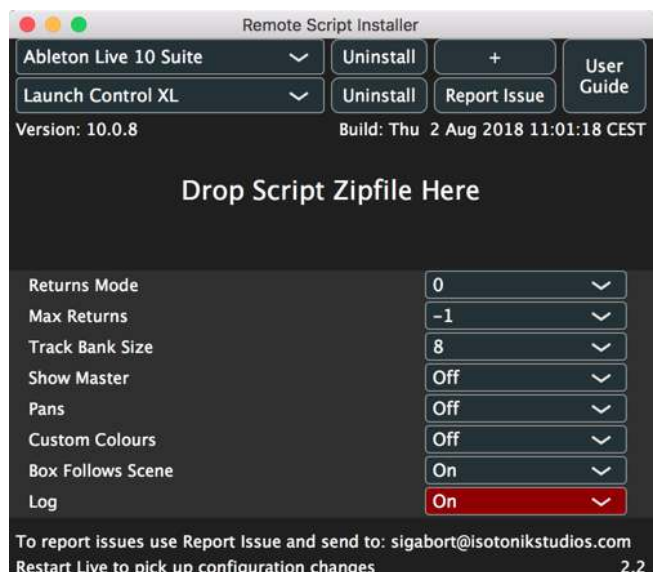 Remote Script Installer
Ableton Live 10 Suite Uninstall + User Guide
Launch Control XL Uninstall Report Issue
Version: 10.0.8 Build: Thu 2 Aug 2018 11:01:18 CEST
Drop Script Zipfile Here
Returns Mode 0
Max Returns -1
Track Bank Size 8
Show Master Off
Pans Off
Custom Colours Off
Box Follows Scene On
Log On
To report issues use Report Issue and send to: sigabort@isotonikstudios.com
Restart Live to pick up configuration changes 2.2